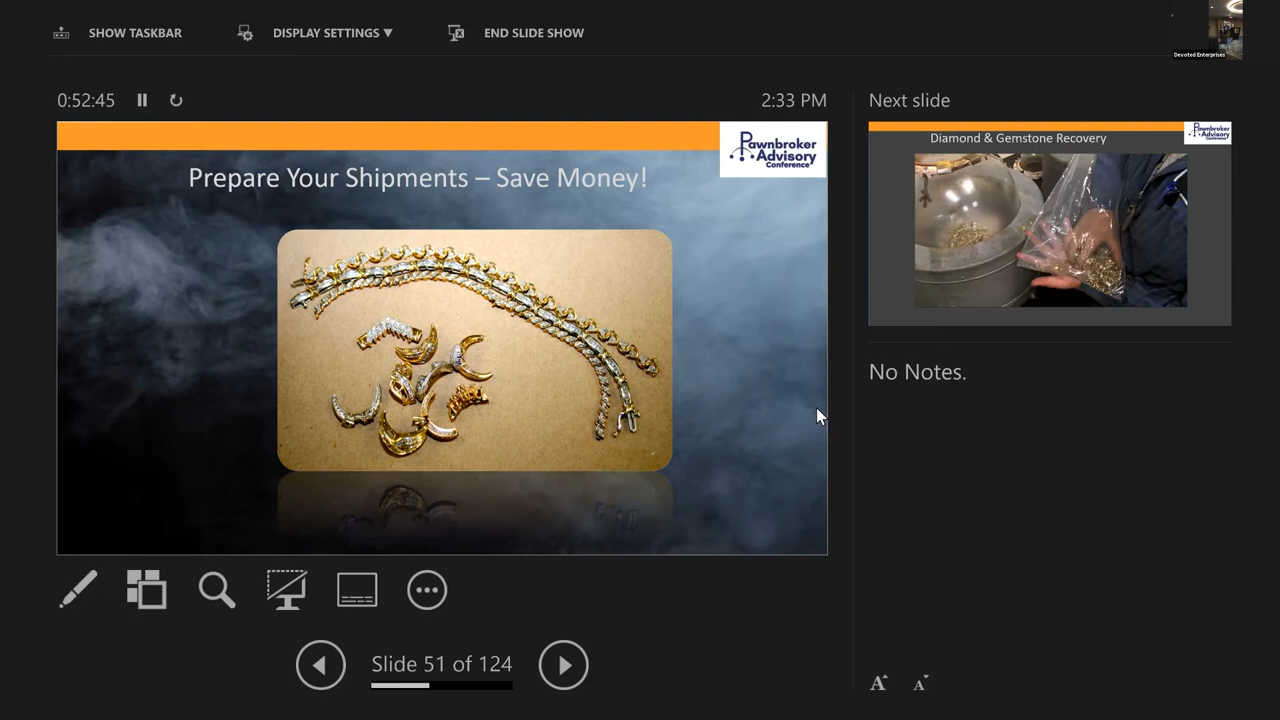 SHOW TASKBAR
DISPLAY SETTINGS ▼
END SLIDE SHOW
Devoted Enterprises
0:52:45
2:33 PM
Next slide
Pawnbroker
Advisory
Conference
Prepare Your Shipments – Save Money!
Diamond & Gemstone Recovery
Pawnbroker
Advisory
Conference
No Notes.
Slide 51 of 124
A
A